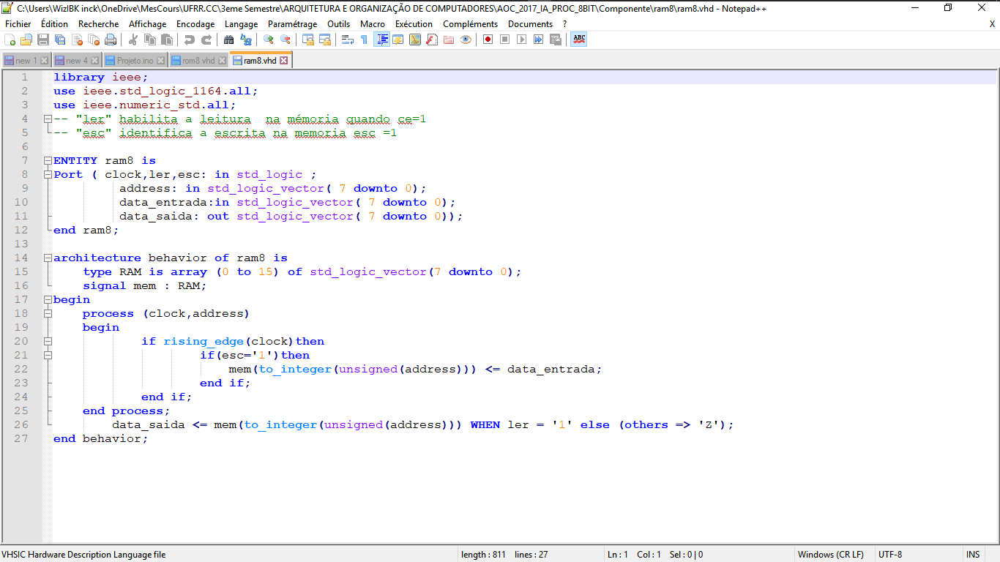 C:\Users\WizIBK inck\OneDrive\MesCours\UFRR.CC\3eme Semestre\ARQUITETURA E ORGANIZAÇÃO DE COMPUTADORES\AOC_2017_IA_PROC_8BIT\Componente\ram8\ram8.vhd - Notepad++
Fichier Édition Recherche Affichage Encodage Langage Paramétrage Outils Macro Exécution Compléments Documents ? X
new 1 new 4 Projeto.ino rom8.vhd ram8.vhd
1 library ieee;
2 use ieee.std_logic_1164.all;
3 use ieee.numeric_std.all;
4 -- "ler" habilita a leitura  na mémoria quando ce=1
5 -- "esc" identifica a escrita na memoria esc =1
6
7 ENTITY ram8 is
8 Port ( clock,ler,esc: in std_logic ;
9          address: in std_logic_vector( 7 downto 0);
10          data_entrada:in std_logic_vector( 7 downto 0);
11          data_saida: out std_logic_vector( 7 downto 0));
12 end ram8;
13
14 architecture behavior of ram8 is
15     type RAM is array (0 to 15) of std_logic_vector(7 downto 0);
16     signal mem : RAM;
17 begin
18     process (clock,address)
19     begin
20             if rising_edge(clock)then
21                     if(esc='1')then
22                         mem(to_integer(unsigned(address))) <= data_entrada;
23                     end if;
24             end if;
25     end process;
26         data_saida <= mem(to_integer(unsigned(address))) WHEN ler = '1' else (others => 'Z');
27 end behavior;
VHSIC Hardware Description Language file length : 811 lines : 27 Ln : 1 Col : 1 Sel : 0 | 0 Windows (CR LF) UTF-8 INS